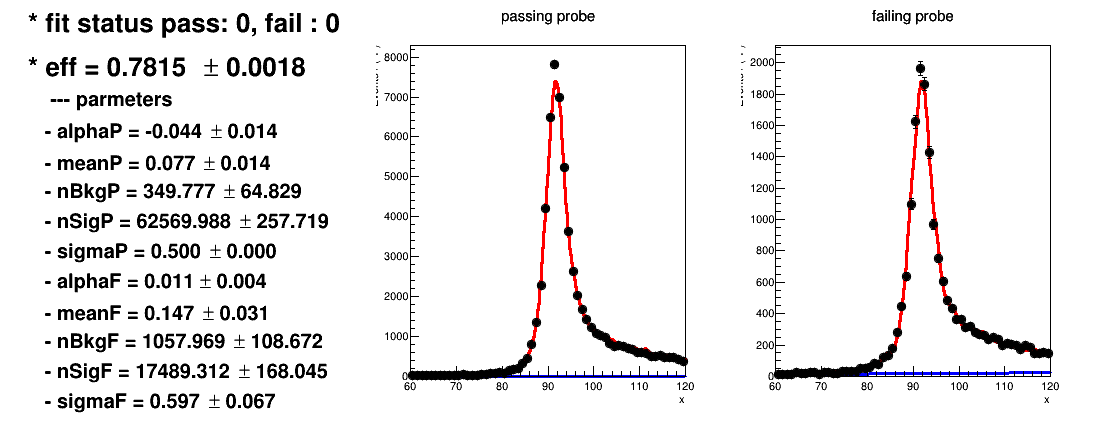 * fit status pass: 0, fail : 0
* eff = 0.7815 ± 0.0018
--- parmeters
- alphaP = -0.044 ± 0.014
- meanP = 0.077 ± 0.014
- nBkgP = 349.777 ± 64.829
- nSigP = 62569.988 ± 257.719
- sigmaP = 0.500 ± 0.000
- alphaF = 0.011 ± 0.004
- meanF = 0.147 ± 0.031
- nBkgF = 1057.969 ± 108.672
- nSigF = 17489.312 ± 168.045
- sigmaF = 0.597 ± 0.067
passing probe
8000
7000
6000
5000
4000
3000
2000
1000
0
60 70 80 90 100 110 120
x
failing probe
2000
1800
1600
1400
1200
1000
800
600
400
200
0
60 70 80 90 100 110 120
x